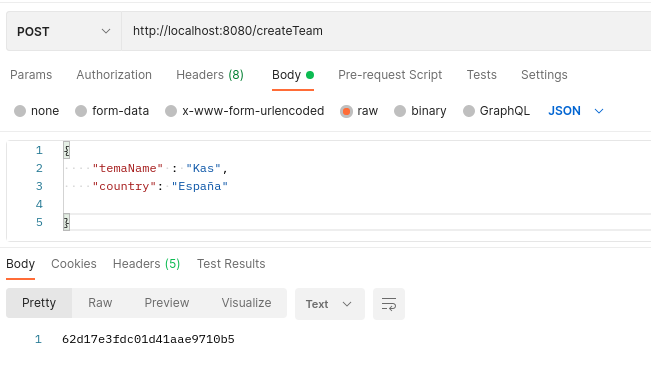 POST http://localhost:8080/createTeam
Params Authorization Headers (8) Body Pre-request Script Tests Settings
none form-data x-www-form-urlencoded raw binary GraphQL JSON
1 {
2 ····"temaName"·:·"Kas",
3 ····"country":·"España"
4
5 }
Body Cookies Headers (5) Test Results
Pretty Raw Preview Visualize Text
1 62d17e3fdc01d41aae9710b5